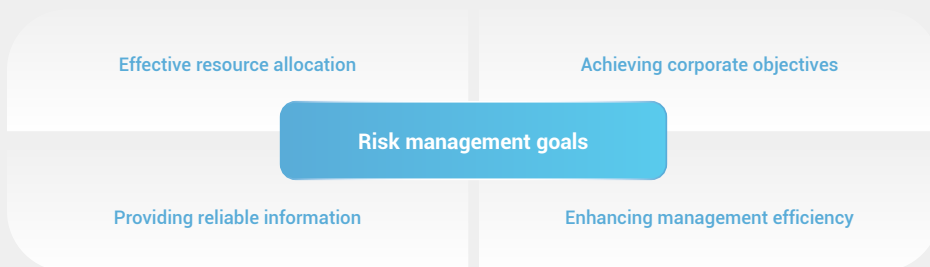 Effective resource allocation
Achieving corporate objectives
Risk management goals
Providing reliable information
Enhancing management efficiency